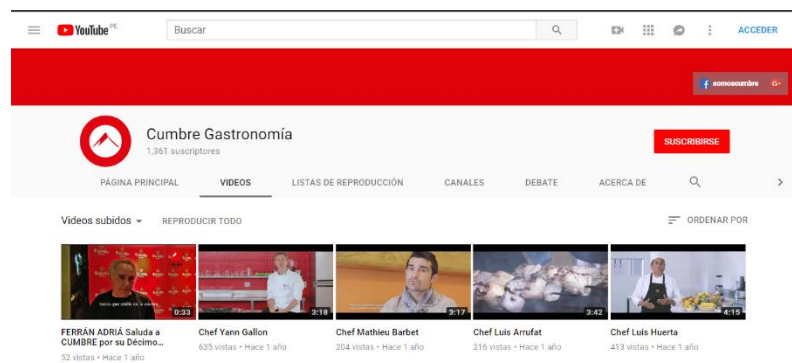 YouTube PE
Buscar
ACCEDER
somoscumbre G+
Cumbre Gastronomía
1,361 suscriptores
SUSCRIBIRSE
PÁGINA PRINCIPAL VIDEOS LISTAS DE REPRODUCCIÓN CANALES DEBATE ACERCA DE
Videos subidos REPRODUCIR TODO ORDENAR POR
0:33 3:18 3:17 3:42 4:15
FERRÁN ADRIÁ Saluda a CUMBRE por su Décimo...
52 vistas • Hace 1 año
Chef Yann Gallon
635 vistas • Hace 1 año
Chef Mathieu Barbet
204 vistas • Hace 1 año
Chef Luis Arrufat
216 vistas • Hace 1 año
Chef Luis Huerta
413 vistas • Hace 1 año